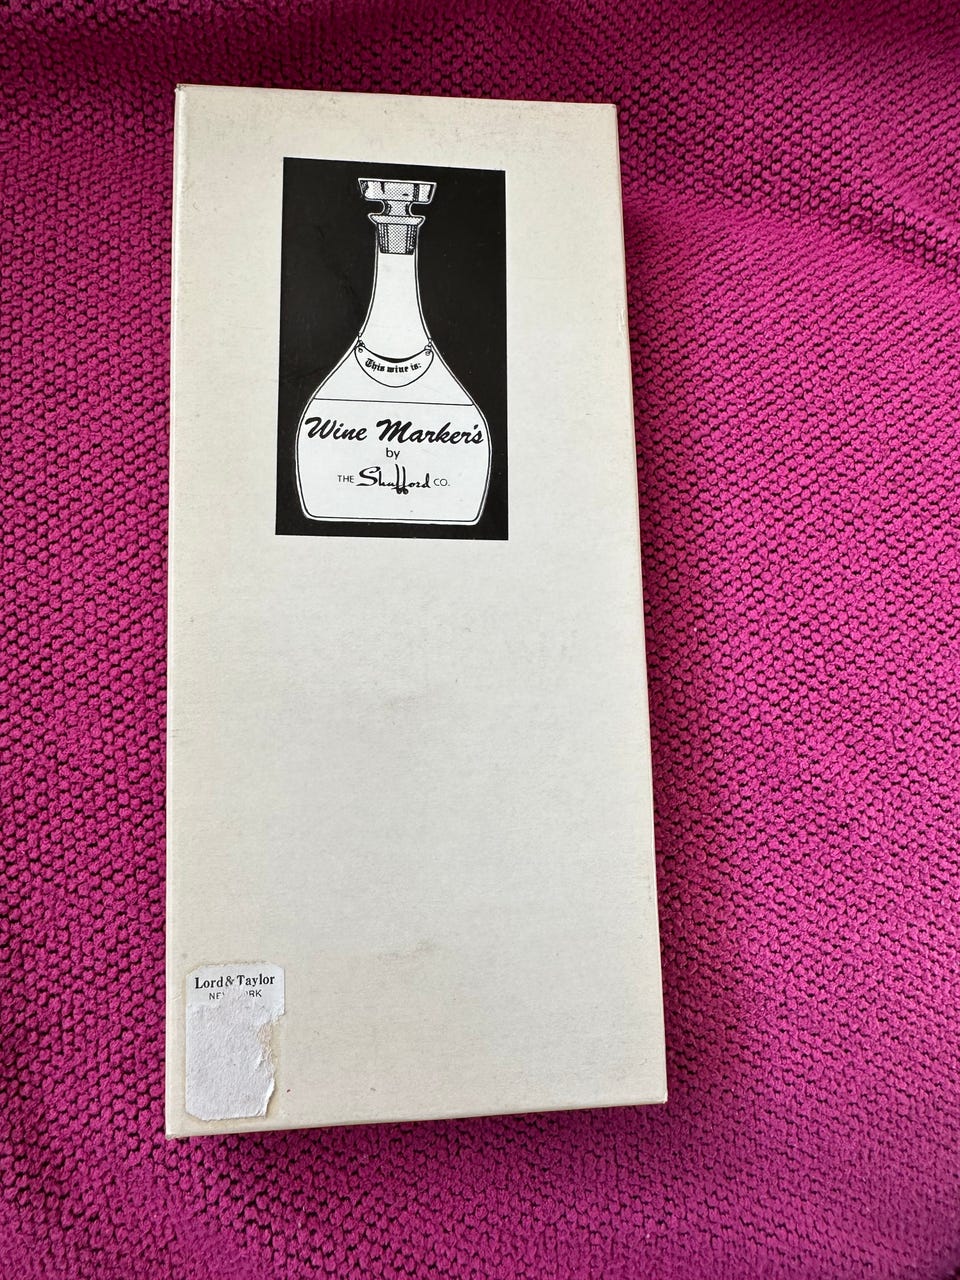 This wine is:
Wine Marker's
by
THE Shafford CO.
Lord & Taylor